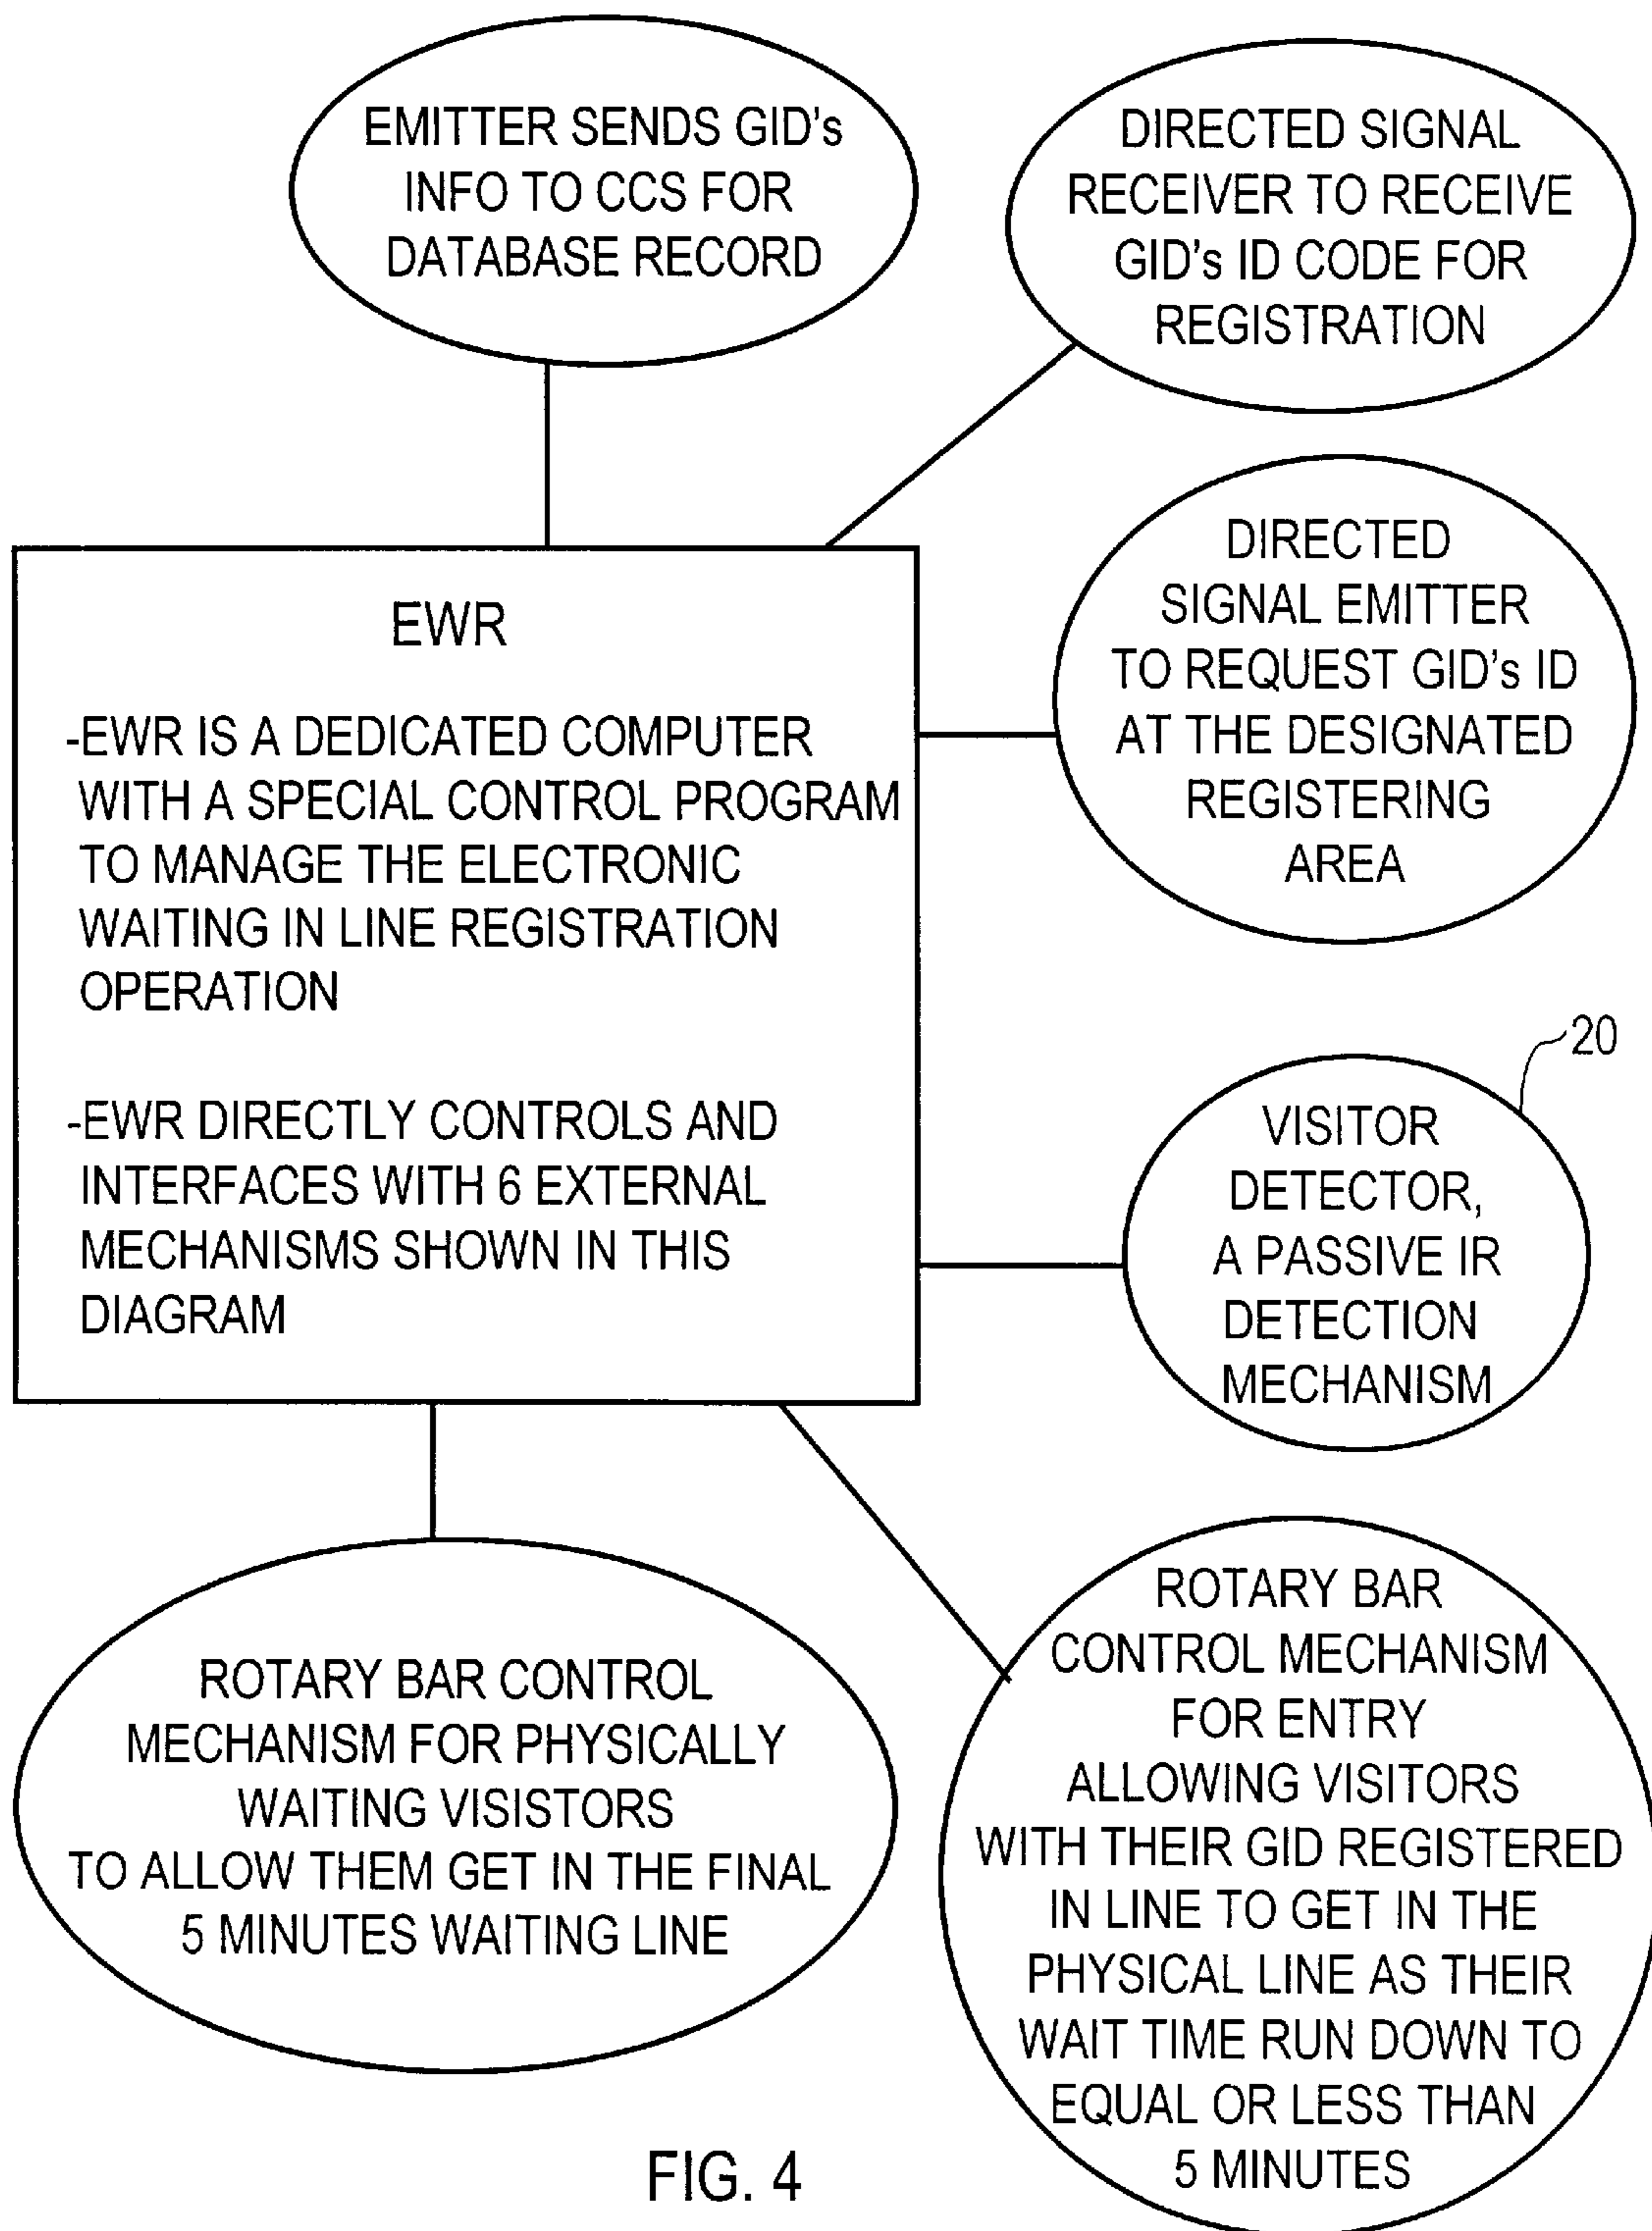 EMITTER SENDS GID's
INFO TO CCS FOR
DATABASE RECORD
DIRECTED SIGNAL
RECEIVER TO RECEIVE
GID's ID CODE FOR
REGISTRATION
DIRECTED
SIGNAL EMITTER
TO REQUEST GID's ID
AT THE DESIGNATED
REGISTERING
AREA
EWR
-EWR IS A DEDICATED COMPUTER
WITH A SPECIAL CONTROL PROGRAM
TO MANAGE THE ELECTRONIC
WAITING IN LINE REGISTRATION
OPERATION
-EWR DIRECTLY CONTROLS AND
INTERFACES WITH 6 EXTERNAL
MECHANISMS SHOWN IN THIS
DIAGRAM
20
VISITOR
DETECTOR,
A PASSIVE IR
DETECTION
MECHANISM
ROTARY BAR CONTROL
MECHANISM FOR PHYSICALLY
WAITING VISISTORS
TO ALLOW THEM GET IN THE FINAL
5 MINUTES WAITING LINE
ROTARY BAR
CONTROL MECHANISM
FOR ENTRY
ALLOWING VISITORS
WITH THEIR GID REGISTERED
IN LINE TO GET IN THE
PHYSICAL LINE AS THEIR
WAIT TIME RUN DOWN TO
EQUAL OR LESS THAN
5 MINUTES
FIG. 4